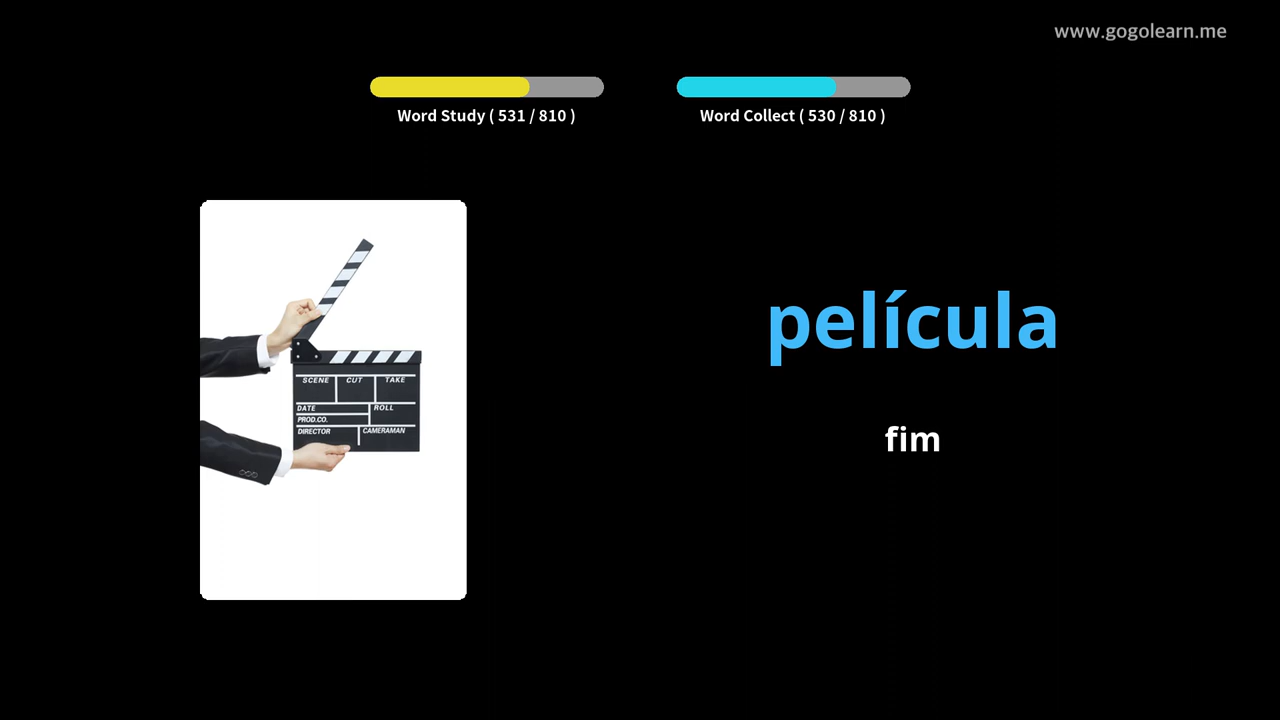 www.gogolearn.me
Word Study ( 531 / 810 )
Word Collect ( 530 / 810 )
SCENE CUT TAKE
DATE ROLL
PROD.CO.
DIRECTOR CAMERAMAN
película
fim